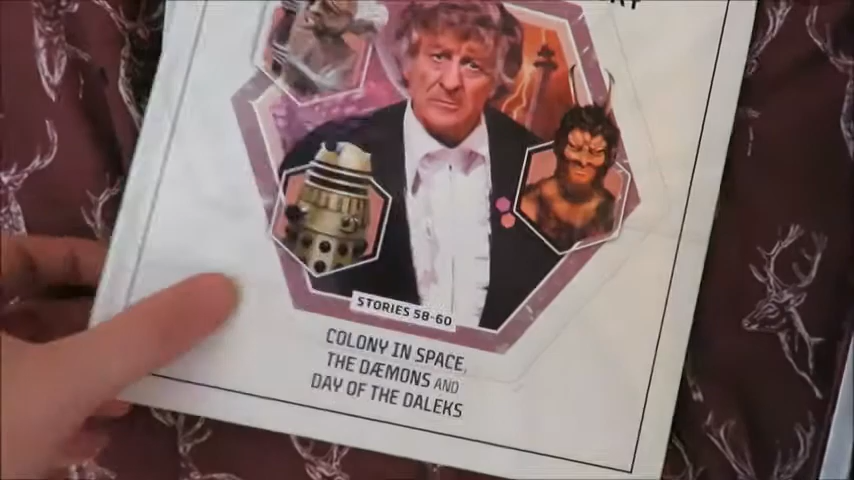 STORIES 58-60
COLONY IN SPACE,
THE DÆMONS AND
DAY OF THE DALEKS